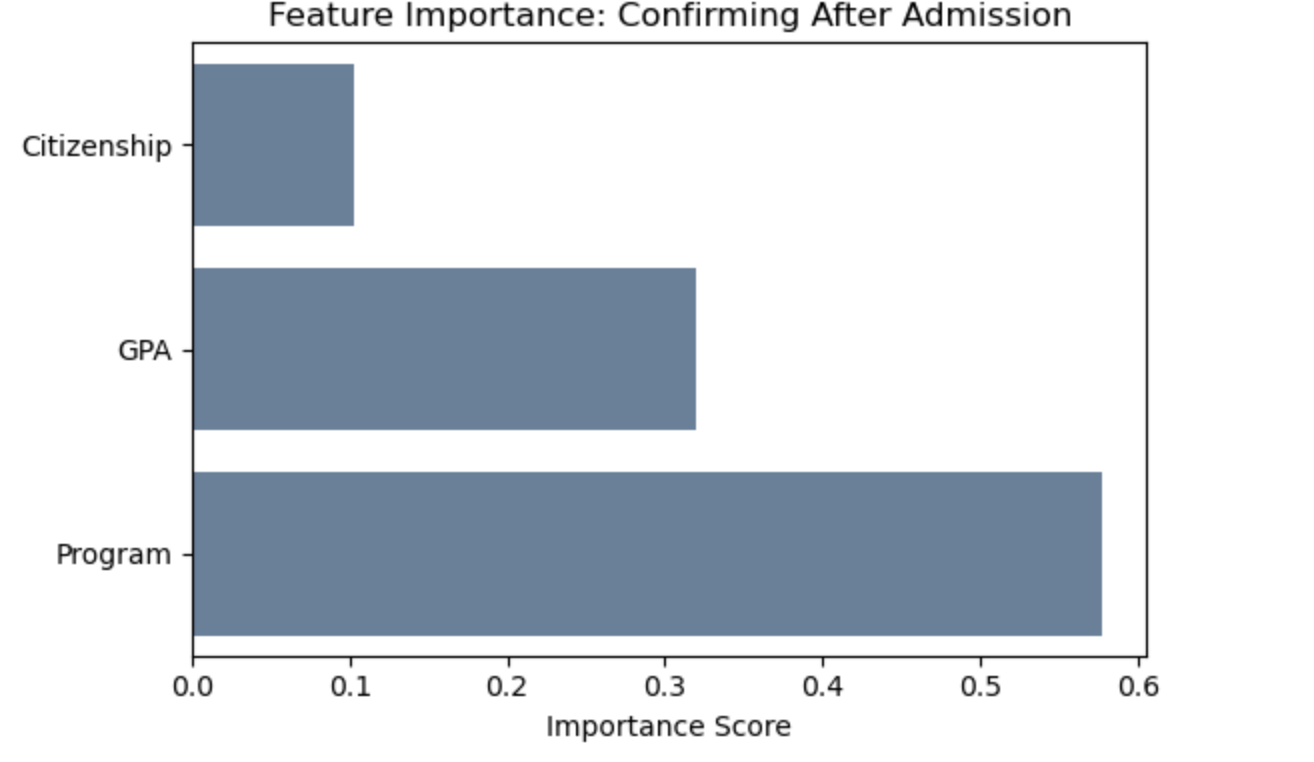 Feature Importance: Confirming After Admission
Citizenship
GPA
Program
0.0 0.1 0.2 0.3 0.4 0.5 0.6
Importance Score